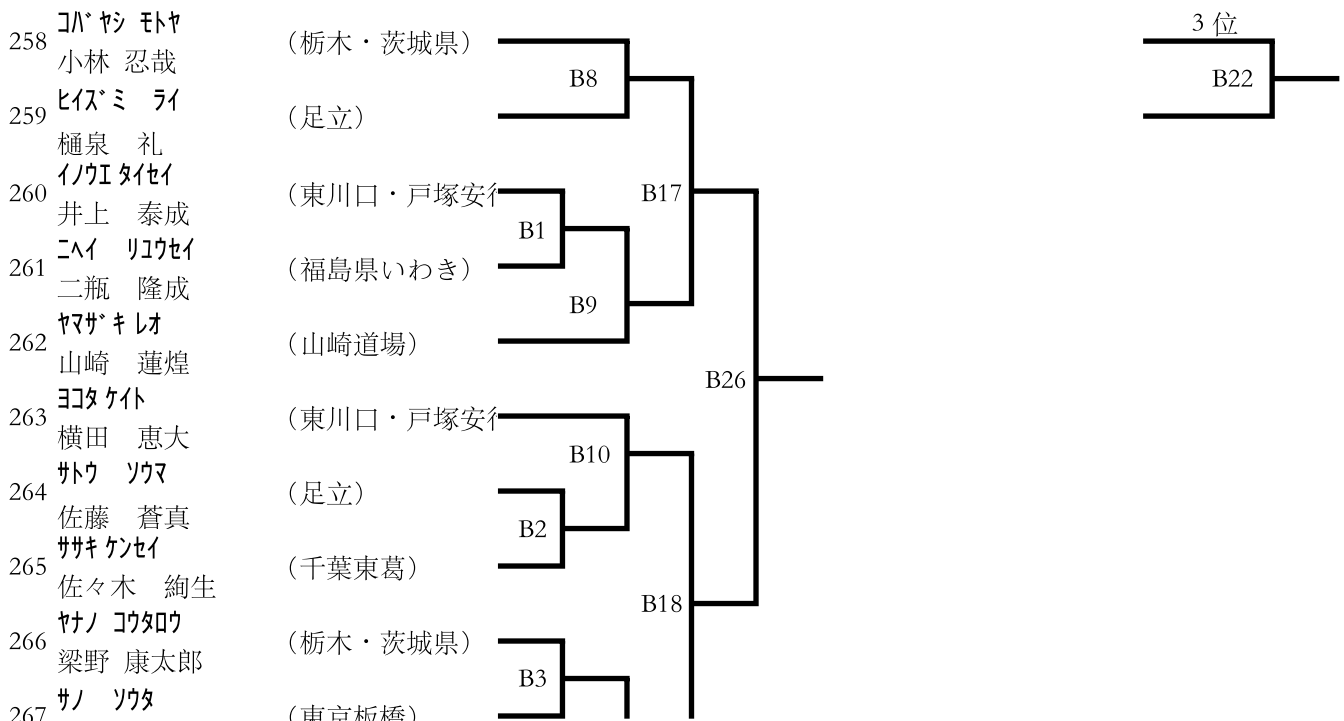 ｺﾊﾞﾔｼ ﾓﾄﾔ
258 小林 忍哉 （栃木・茨城県）
3 位
B8
B22
ﾋｲｽﾞﾐ ﾗｲ
259 樋泉 礼 （足立）
ｲﾉｳｴ ﾀｲｾｲ
260 井上 泰成 （東川口・戸塚安行
B17
B1
ﾆﾍｲ ﾘﾕｳｾｲ
261 二瓶 隆成 （福島県いわき）
B9
ﾔﾏｻﾞｷ ﾚｵ
262 山崎 蓮煌 （山崎道場）
B26
ﾖｺﾀ ｹｲﾄ
263 横田 恵大 （東川口・戸塚安行
B10
ｻﾄｳ ｿｳﾏ
264 佐藤 蒼真 （足立）
B2
ｻｻｷ ｹﾝｾｲ
265 佐々木 絢生 （千葉東葛）
B18
ﾔﾅﾉ ｺｳﾀﾛｳ
266 梁野 康太郎 （栃木・茨城県）
B3
ｻﾉ ｿｳﾀ
267 （東京板橋）